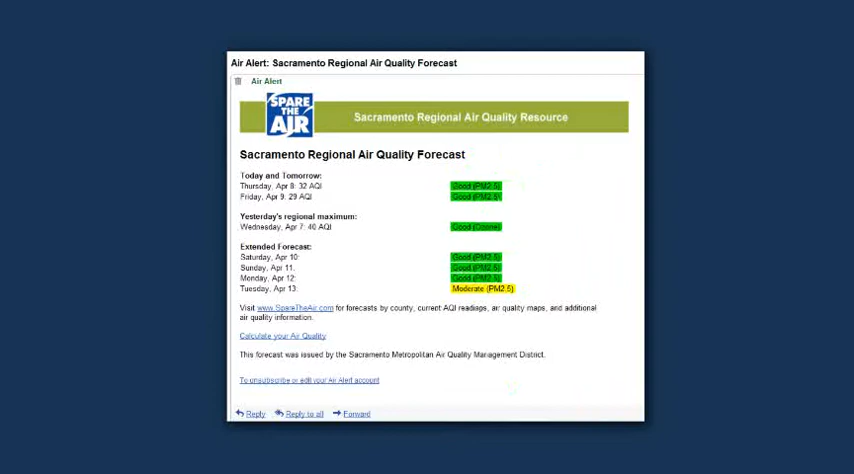 Air Alert: Sacramento Regional Air Quality Forecast
Air Alert
SPARE
THE
AIR
Sacramento Regional Air Quality Resource
Sacramento Regional Air Quality Forecast
Today and Tomorrow:
Thursday, Apr 8: 32 AQI Good (PM2.5)
Friday, Apr 9: 29 AQI Good (PM2.5)
Yesterday's regional maximum:
Wednesday, Apr 7: 40 AQI Good (Ozone)
Extended Forecast:
Saturday, Apr 10: Good (PM2.5)
Sunday, Apr 11: Good (PM2.5)
Monday, Apr 12: Good (PM2.5)
Tuesday, Apr 13: Moderate (PM2.5)
Visit www.SpareTheAir.com for forecasts by county, current AQI readings, air quality maps, and additional
air quality information.
Calculate your Air Quality
This forecast was issued by the Sacramento Metropolitan Air Quality Management District.
To unsubscribe or edit your Air Alert account
Reply Reply to all Forward